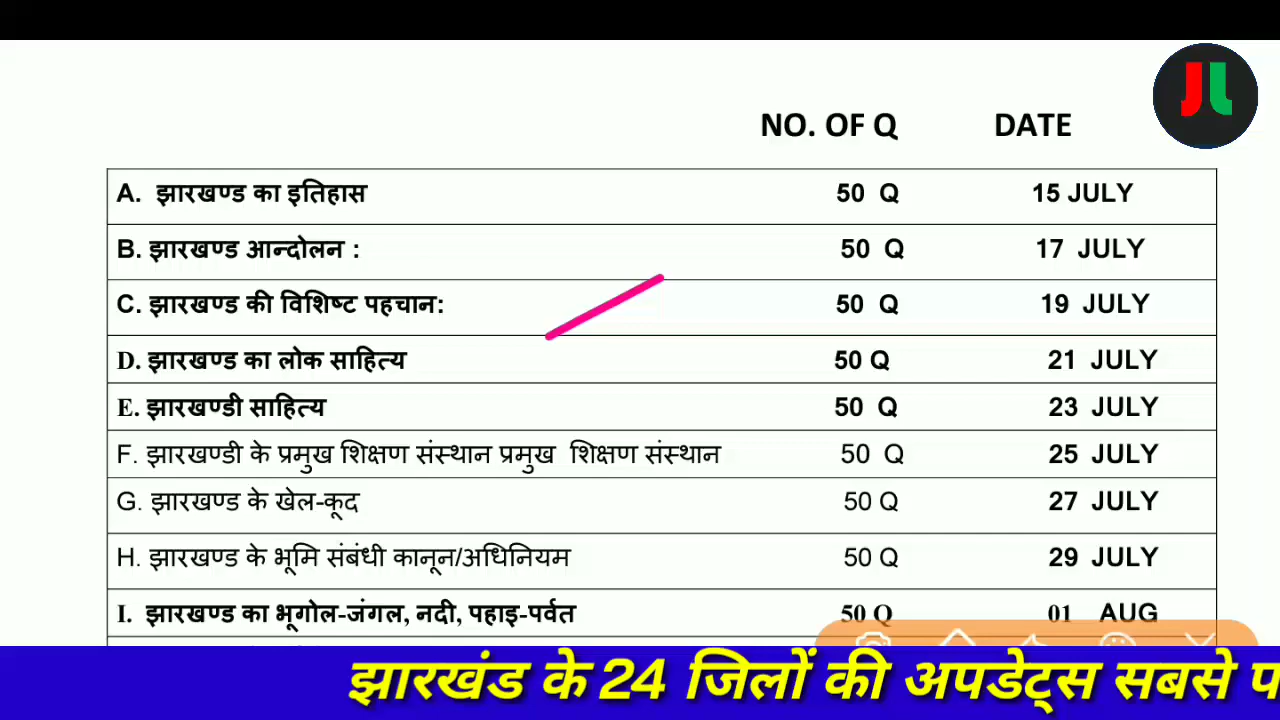 JL
NO. OF Q DATE
A. झारखण्ड का इतिहास 50 Q 15 JULY
B. झारखण्ड आन्दोलन : 50 Q 17 JULY
C. झारखण्ड की विशिष्ट पहचान: 50 Q 19 JULY
D. झारखण्ड का लोक साहित्य 50 Q 21 JULY
E. झारखण्डी साहित्य 50 Q 23 JULY
F. झारखण्डी के प्रमुख शिक्षण संस्थान प्रमुख शिक्षण संस्थान 50 Q 25 JULY
G. झारखण्ड के खेल-कूद 50 Q 27 JULY
H. झारखण्ड के भूमि संबंधी कानून/अधिनियम 50 Q 29 JULY
I. झारखण्ड का भूगोल-जंगल, नदी, पहाड़-पर्वत 50 Q 01 AUG
झारखंड के 24 जिलों की अपडेट्स सबसे